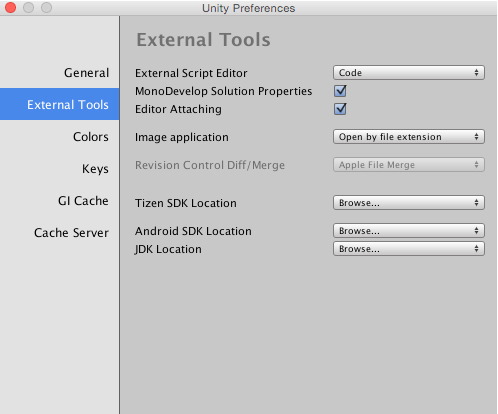 Unity Preferences
General
External Tools
Colors
Keys
GI Cache
Cache Server
External Tools
External Script Editor Code
MonoDevelop Solution Properties
Editor Attaching
Image application Open by file extension
Revision Control Diff/Merge Apple File Merge
Tizen SDK Location Browse...
Android SDK Location Browse...
JDK Location Browse...